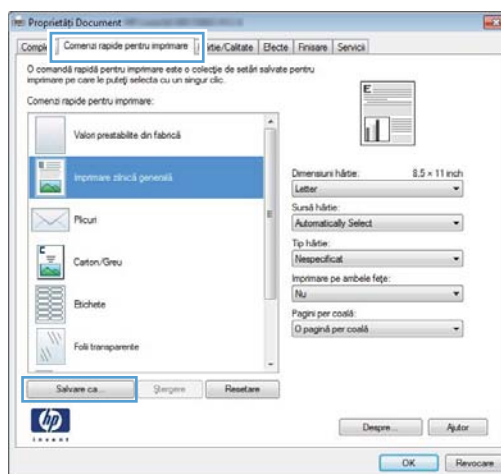 Proprietăți Document
Comenzi rapide pentru imprimare
Efecte Finisare Servicii
O comandă rapidă pentru imprimare este o colecție de setări salvate pentru
imprimare pe care le puteți selecta cu un singur clic.
Comenzi rapide pentru imprimare:
Valori prestabilite din fabrică
Imprimare zilnică generală
Plicuri
Carton/Greu
Etichete
Folii transparente
Salvare ca...
Ștergere
Resetare
E
Dimensiuni hârtie: 8.5 × 11 inch
Letter
Sursă hârtie:
Automatically Select
Tip hârtie:
Nespecificat
Imprimare pe ambele fețe:
Nu
Pagini per coală:
O pagină per coală
hp
invent
Despre...
Ajutor
OK
Revocare